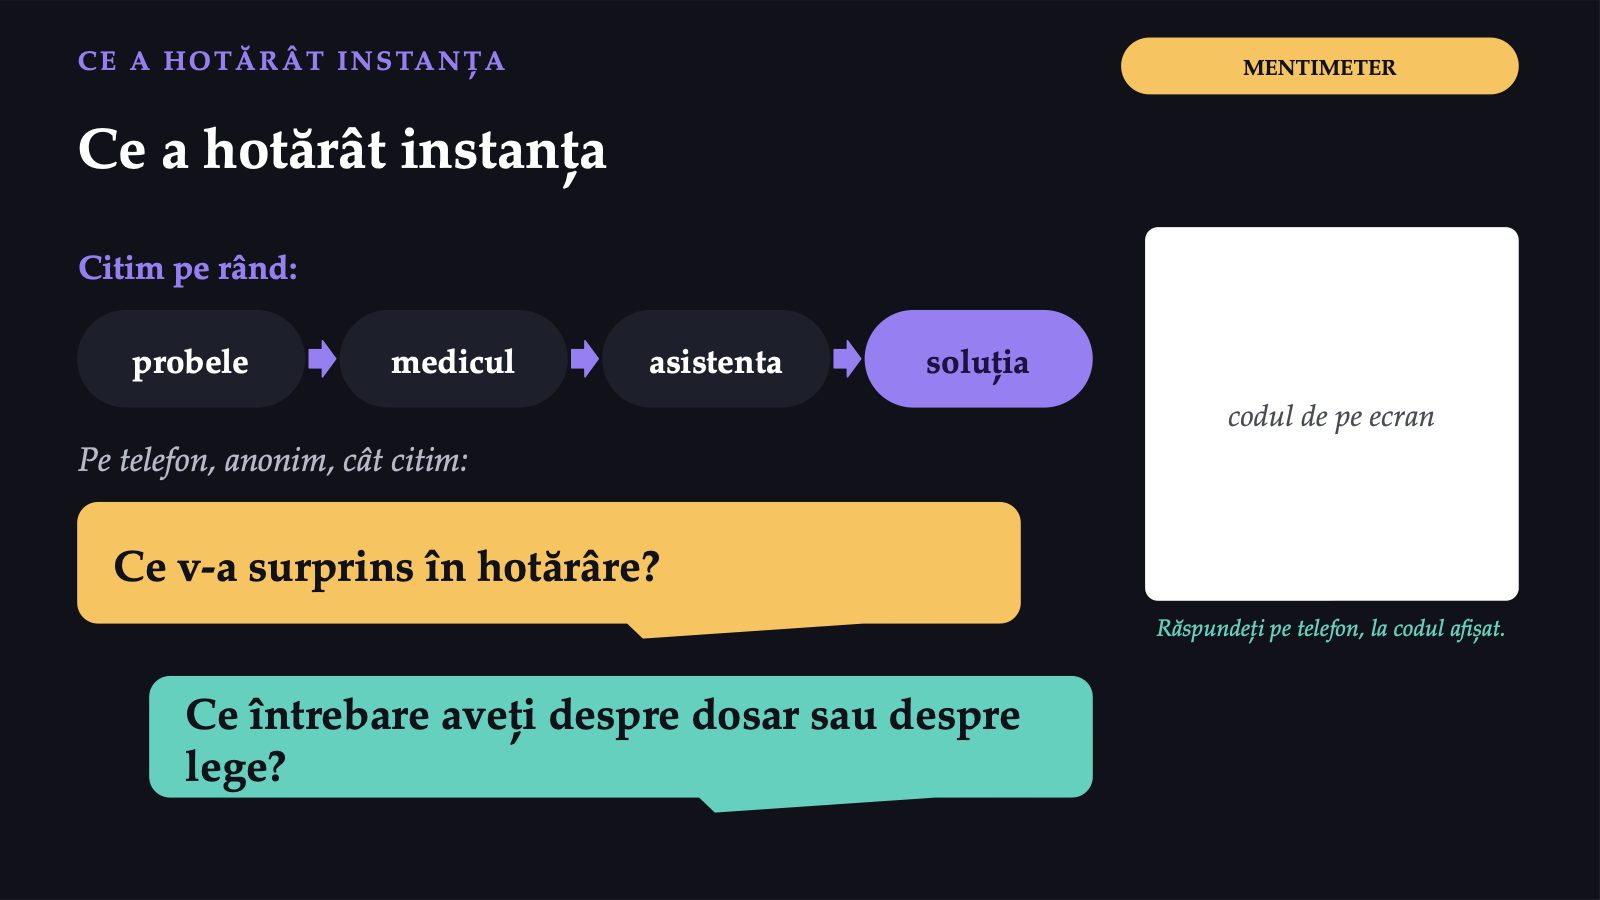 CE A HOTĂRÂT INSTANȚA
MENTIMETER
Ce a hotărât instanța
Citim pe rând:
probele
medicul
asistenta
soluția
codul de pe ecran
Pe telefon, anonim, cât citim:
Ce v-a surprins în hotărâre?
Răspundeți pe telefon, la codul afișat.
Ce întrebare aveți despre dosar sau despre
lege?